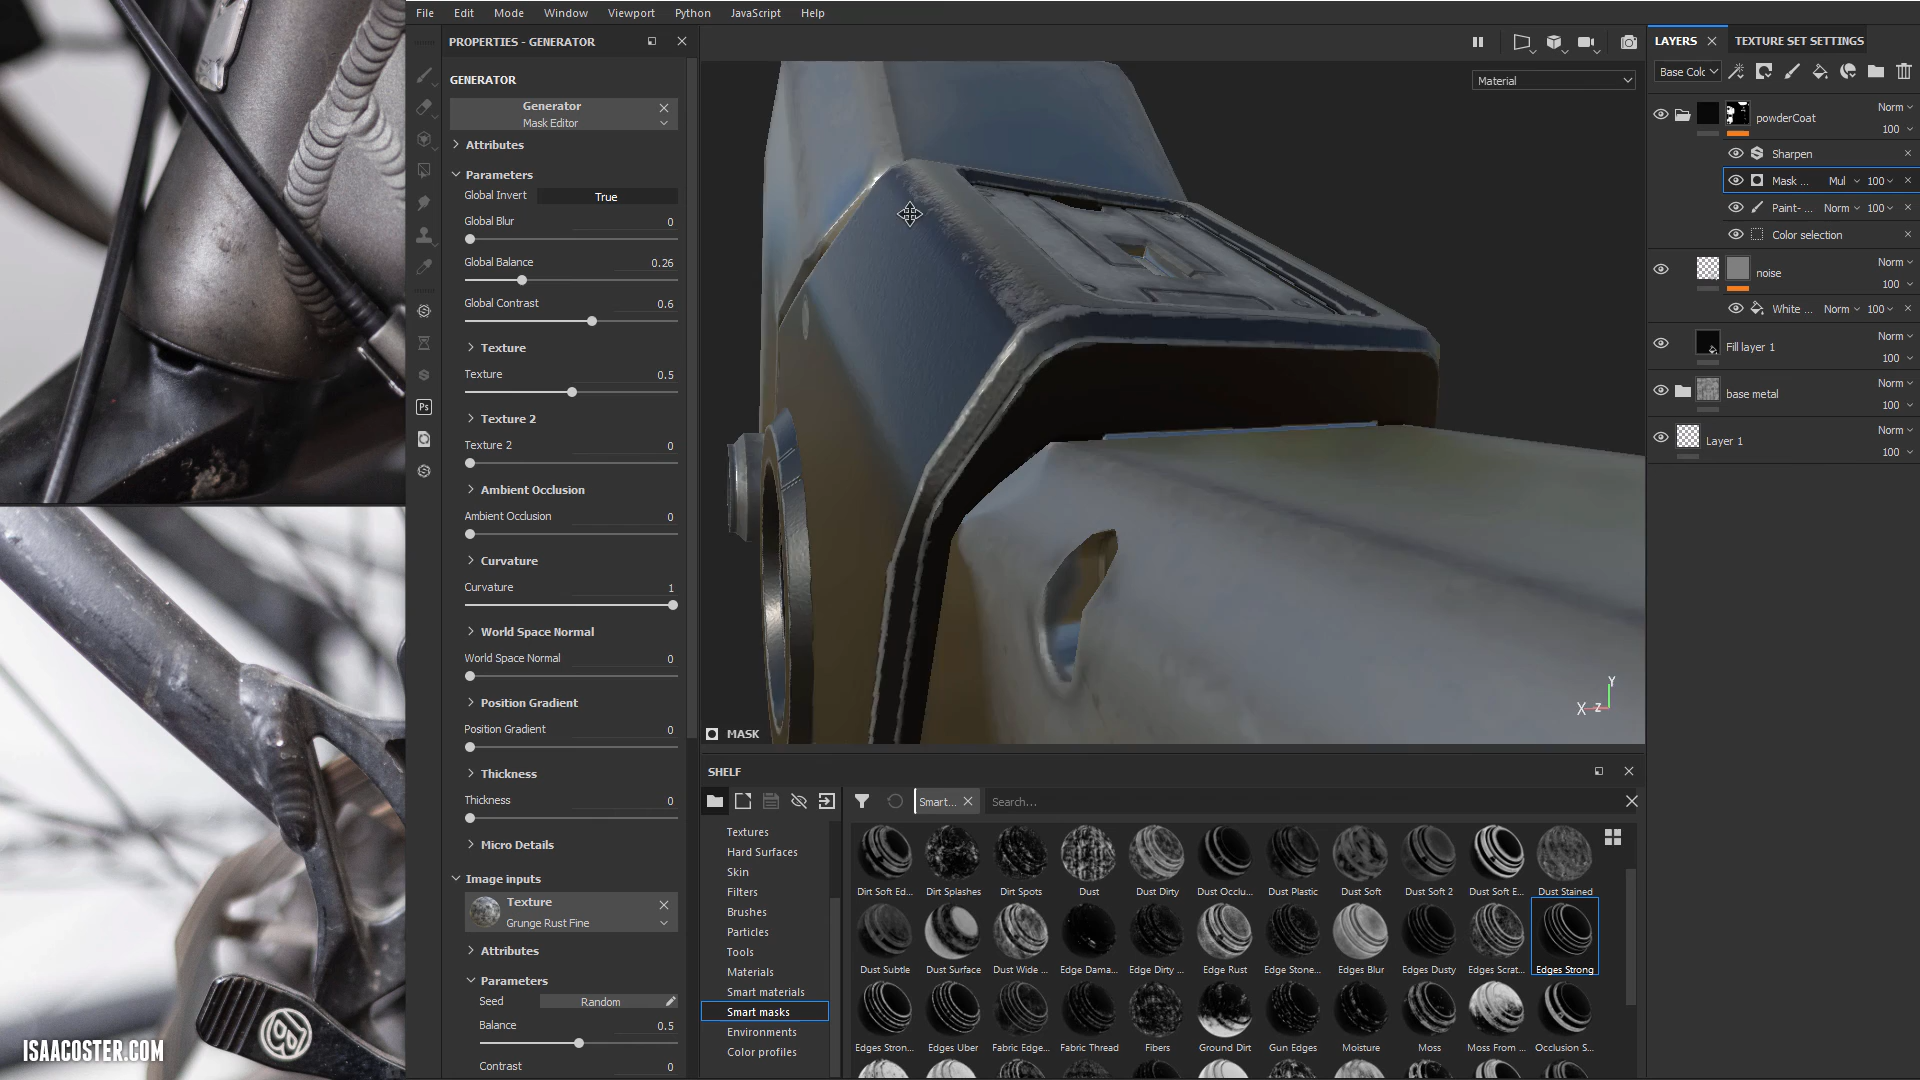 File Edit Mode Window Viewport Python JavaScript Help
PROPERTIES - GENERATOR
GENERATOR
Generator
Mask Editor
Attributes
Parameters
Global Invert True
Global Blur 0
Global Balance 0.26
Global Contrast 0.6
Texture
Texture 0.5
Texture 2
Texture 2 0
Ambient Occlusion
Ambient Occlusion 0
Curvature
Curvature 1
World Space Normal
World Space Normal 0
Position Gradient
Position Gradient 0
Thickness
Thickness 0
Micro Details
Image inputs
Texture
Grunge Rust Fine
Attributes
Parameters
Seed Random
Balance 0.5
Contrast 0
Ps
ISAACOSTER.COM
Material
Y
X Z
MASK
SHELF
Smart...
Search...
Textures
Hard Surfaces
Skin
Filters
Brushes
Particles
Tools
Materials
Smart materials
Smart masks
Environments
Color profiles
Dirt Soft Ed... Dirt Splashes Dirt Spots Dust Dust Dirty Dust Occlu... Dust Plastic Dust Soft Dust Soft 2 Dust Soft E... Dust Stained
Dust Subtle Dust Surface Dust Wide ... Edge Dama... Edge Dirty ... Edge Rust Edge Stone... Edges Blur Edges Dusty Edges Scrat... Edges Strong
Edges Stron... Edges Uber Fabric Edge... Fabric Thread Fibers Ground Dirt Gun Edges Moisture Moss Moss From ... Occlusion S...
LAYERS TEXTURE SET SETTINGS
Base Colo
powderCoat Norm
100
Sharpen
Mask ... Mul 100
Paint- ... Norm 100
Color selection
noise Norm
100
White ... Norm 100
Fill layer 1 Norm
100
base metal Norm
100
Layer 1 Norm
100